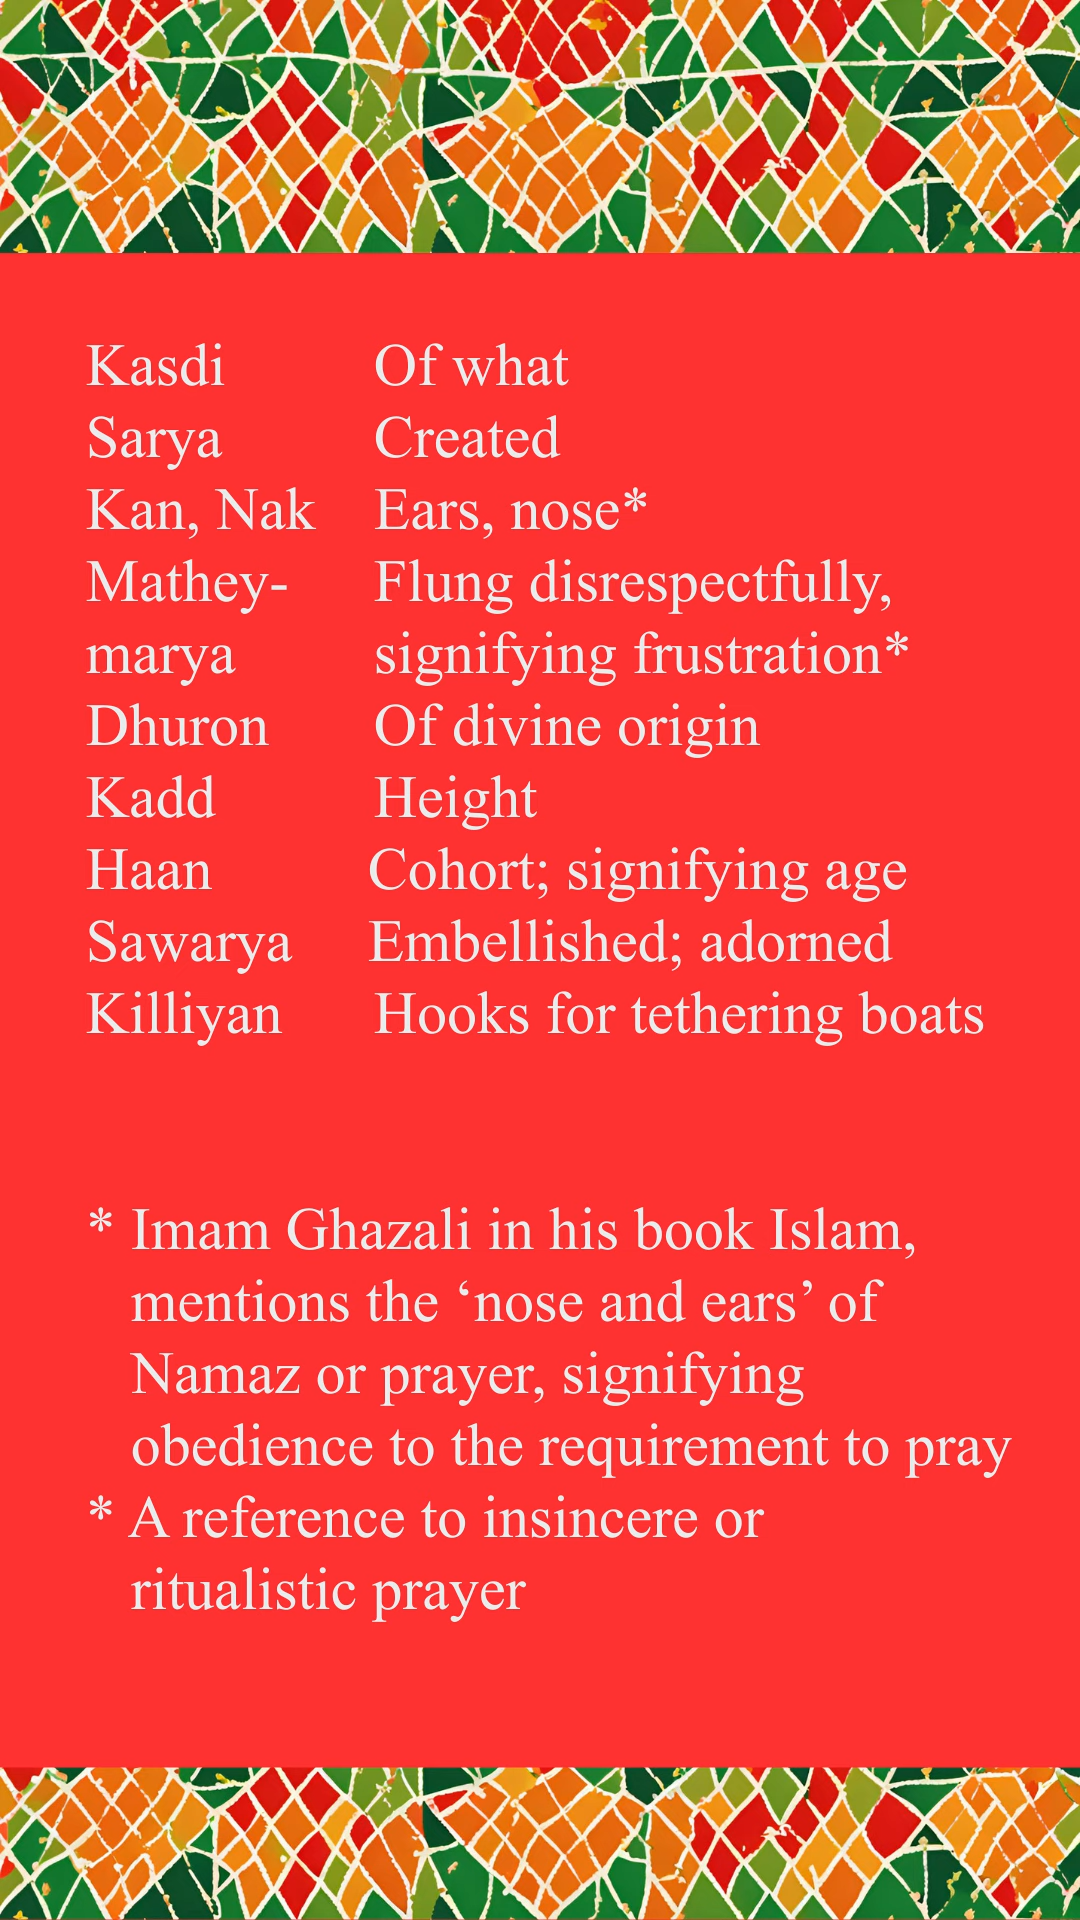 Kasdi Of what
Sarya Created
Kan, Nak Ears, nose*
Mathey- Flung disrespectfully,
marya signifying frustration*
Dhuron Of divine origin
Kadd Height
Haan Cohort; signifying age
Sawarya Embellished; adorned
Killiyan Hooks for tethering boats
* Imam Ghazali in his book Islam,
mentions the ‘nose and ears’ of
Namaz or prayer, signifying
obedience to the requirement to pray
* A reference to insincere or
ritualistic prayer